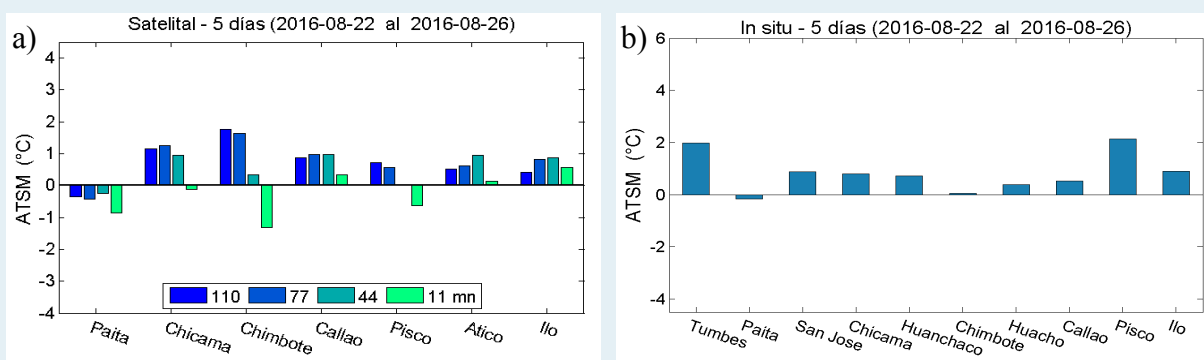 a)
Satelital - 5 días (2016-08-22 al 2016-08-26)
ATSM (°C)
4
3
2
1
0
-1
-2
-3
-4
110 77 44 11 mn
Paita Chicama Chimbote Callao Pisco Atico Ilo
b)
In situ - 5 días (2016-08-22 al 2016-08-26)
ATSM (°C)
6
4
2
0
-2
-4
Tumbes Paita San Jose Chicama Huanchaco Chimbote Huacho Callao Pisco Ilo